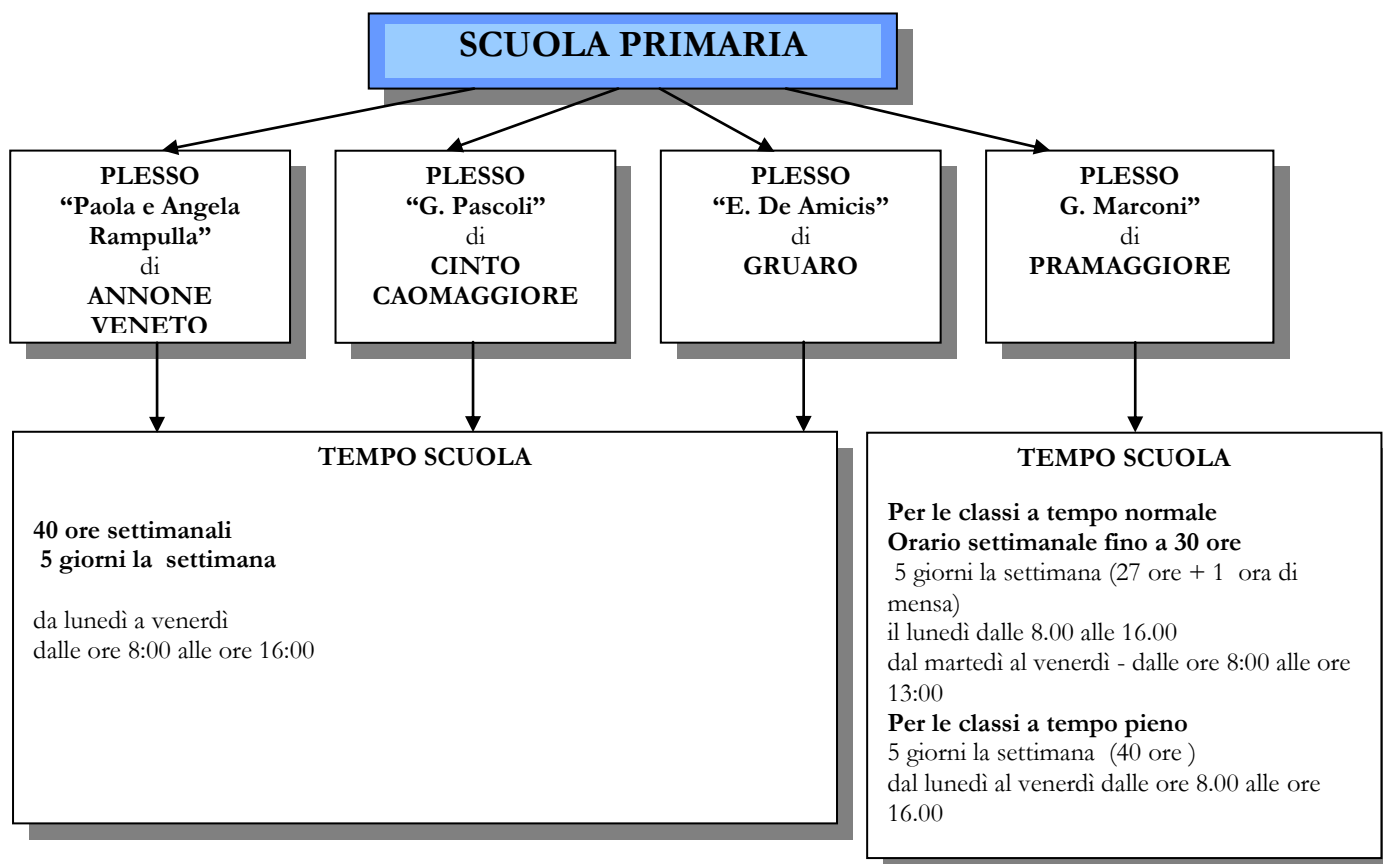 SCUOLA PRIMARIA
PLESSO
“Paola e Angela
Rampulla”
di
ANNONE
VENETO
PLESSO
“G. Pascoli”
di
CINTO
CAOMAGGIORE
PLESSO
“E. De Amicis”
di
GRUARO
PLESSO
G. Marconi”
di
PRAMAGGIORE
TEMPO SCUOLA
40 ore settimanali
5 giorni la settimana
da lunedì a venerdì
dalle ore 8:00 alle ore 16:00
TEMPO SCUOLA
Per le classi a tempo normale
Orario settimanale fino a 30 ore
5 giorni la settimana (27 ore + 1 ora di
mensa)
il lunedì dalle 8.00 alle 16.00
dal martedì al venerdì - dalle ore 8:00 alle ore
13:00
Per le classi a tempo pieno
5 giorni la settimana (40 ore )
dal lunedì al venerdì dalle ore 8.00 alle ore
16.00